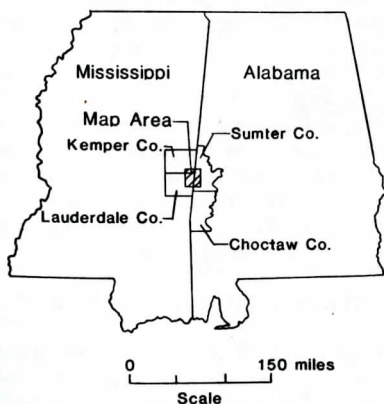 Mississippi
Alabama
Map Area
Sumter Co.
Kemper Co.
Lauderdale Co.
Choctaw Co.
0 150 miles
Scale